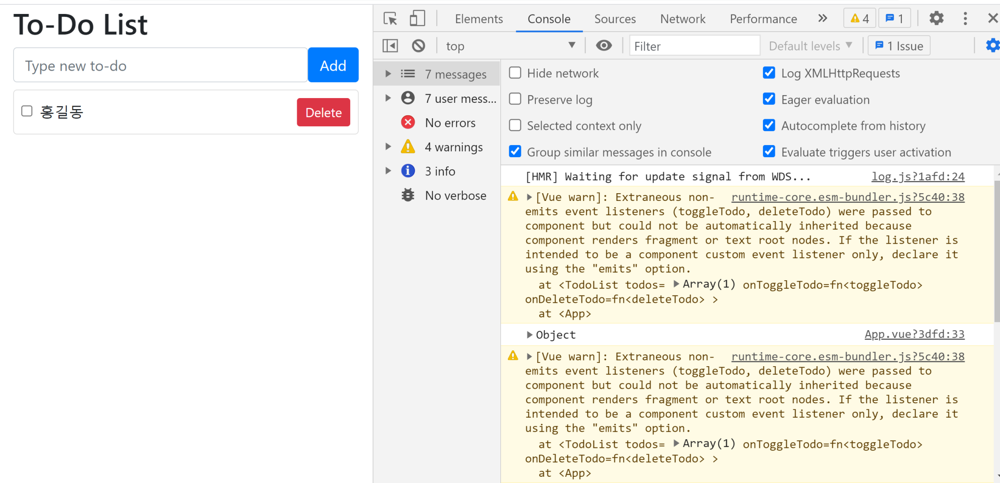 To-Do List
Type new to-do
Add
홍길동
Delete
Elements
Console
Sources
Network
Performance
4
1
top
Filter
Default levels
1 Issue
7 messages
7 user mess...
No errors
4 warnings
3 info
No verbose
Hide network
Log XMLHttpRequests
Preserve log
Eager evaluation
Selected context only
Autocomplete from history
Group similar messages in console
Evaluate triggers user activation
[HMR] Waiting for update signal from WDS... log.js?1afd:24
[Vue warn]: Extraneous non- runtime-core.esm-bundler.js?5c40:38
emits event listeners (toggleTodo, deleteTodo) were passed to
component but could not be automatically inherited because
component renders fragment or text root nodes. If the listener is
intended to be a component custom event listener only, declare it
using the "emits" option.
at <TodoList todos= Array(1) onToggleTodo=fn<toggleTodo>
onDeleteTodo=fn<deleteTodo> >
at <App>
Object App.vue?3dfd:33
[Vue warn]: Extraneous non- runtime-core.esm-bundler.js?5c40:38
emits event listeners (toggleTodo, deleteTodo) were passed to
component but could not be automatically inherited because
component renders fragment or text root nodes. If the listener is
intended to be a component custom event listener only, declare it
using the "emits" option.
at <TodoList todos= Array(1) onToggleTodo=fn<toggleTodo>
onDeleteTodo=fn<deleteTodo> >
at <App>